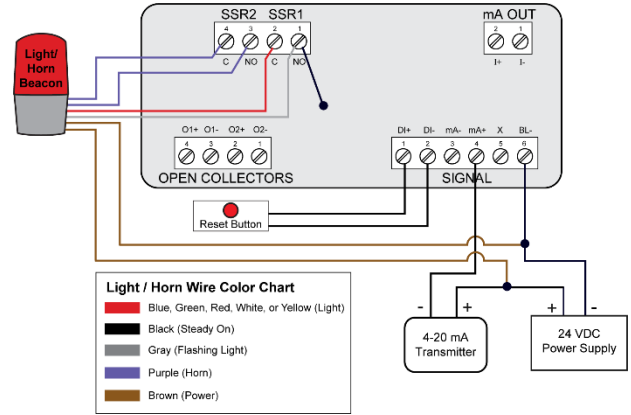 SSR2 SSR1
mA OUT
4 3 2 1
2 1
C NO C NO
I+ I-
Light/
Horn
Beacon
O1+ O1- O2+ O2-
4 3 2 1
OPEN COLLECTORS
DI+ DI- mA- mA+ X BL-
1 2 3 4 5 6
SIGNAL
Reset Button
Light / Horn Wire Color Chart
Blue, Green, Red, White, or Yellow (Light)
Black (Steady On)
Gray (Flashing Light)
Purple (Horn)
Brown (Power)
- + + -
4-20 mA
Transmitter
24 VDC
Power Supply